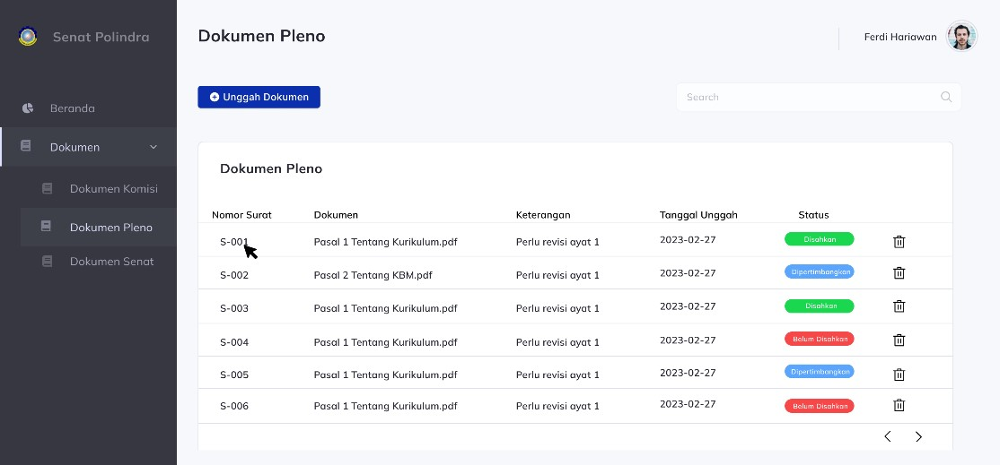 Senat Polindra
Dokumen Pleno
Ferdi Hariawan
Beranda
Dokumen
Dokumen Komisi
Dokumen Pleno
Dokumen Senat
Unggah Dokumen
Search
Dokumen Pleno
Nomor Surat Dokumen Keterangan Tanggal Unggah Status
S-001 Pasal 1 Tentang Kurikulum.pdf Perlu revisi ayat 1 2023-02-27 Disahkan
S-002 Pasal 2 Tentang KBM.pdf Perlu revisi ayat 1 2023-02-27 Dipertimbangkan
S-003 Pasal 1 Tentang Kurikulum.pdf Perlu revisi ayat 1 2023-02-27 Disahkan
S-004 Pasal 1 Tentang Kurikulum.pdf Perlu revisi ayat 1 2023-02-27 Belum Disahkan
S-005 Pasal 1 Tentang Kurikulum.pdf Perlu revisi ayat 1 2023-02-27 Dipertimbangkan
S-006 Pasal 1 Tentang Kurikulum.pdf Perlu revisi ayat 1 2023-02-27 Belum Disahkan